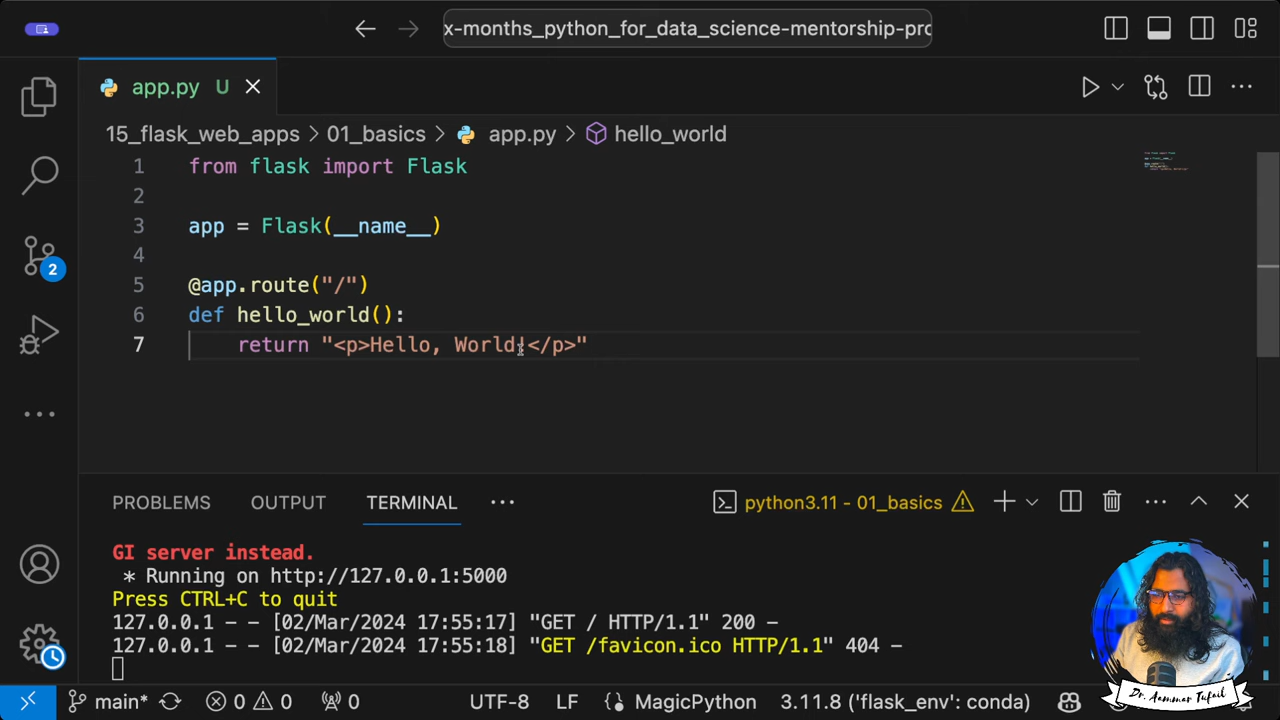 x-months_python_for_data_science-mentorship-pro
app.py U
15_flask_web_apps > 01_basics > app.py > hello_world
1 from flask import Flask
2
3 app = Flask(__name__)
4
5 @app.route("/")
6 def hello_world():
7 return "<p>Hello, World!</p>"
2
PROBLEMS OUTPUT TERMINAL ... python3.11 - 01_basics
GI server instead.
* Running on http://127.0.0.1:5000
Press CTRL+C to quit
127.0.0.1 - - [02/Mar/2024 17:55:17] "GET / HTTP/1.1" 200 -
127.0.0.1 - - [02/Mar/2024 17:55:18] "GET /favicon.ico HTTP/1.1" 404 -
Dr. Aammar Tufail
main* 0 0 0 UTF-8 LF {} MagicPython 3.11.8 ('flask_env': conda)